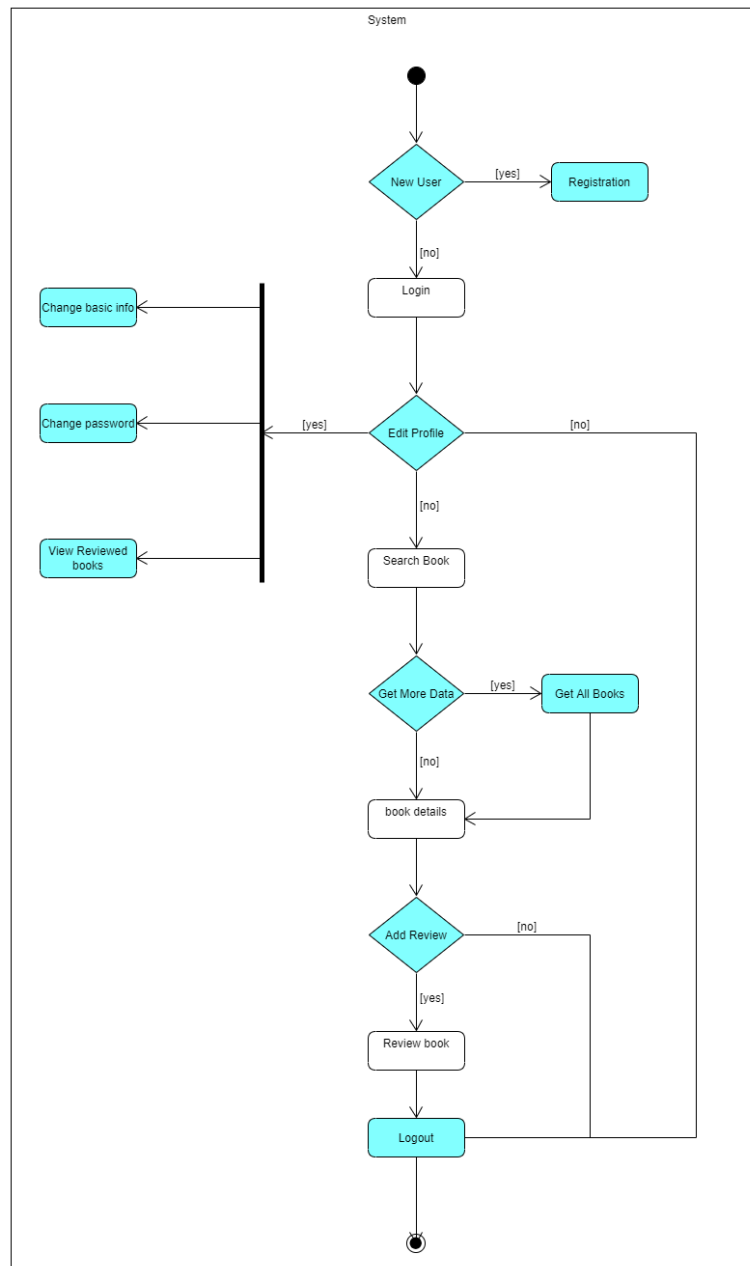 System
New User
[yes]
Registration
[no]
Login
Change basic info
Change password
[yes]
Edit Profile
[no]
[no]
View Reviewed
books
Search Book
Get More Data
[yes]
Get All Books
[no]
book details
Add Review
[no]
[yes]
Review book
Logout